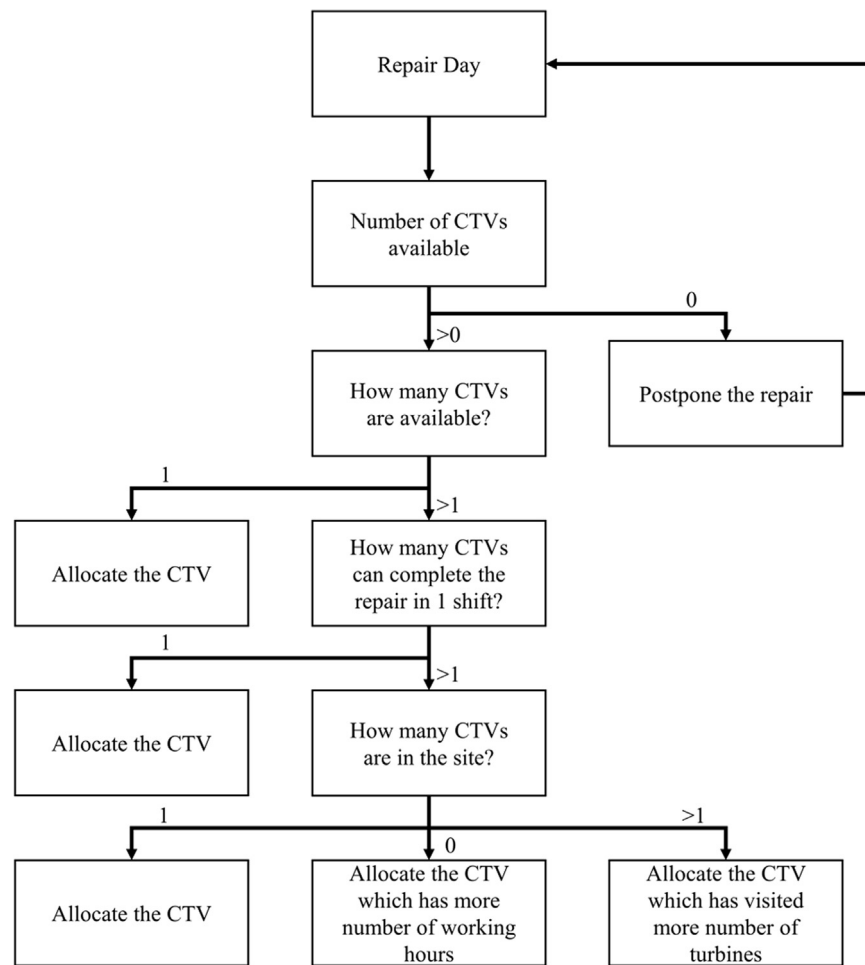 Repair Day
Number of CTVs
available
0
>0
How many CTVs
are available?
Postpone the repair
1
>1
Allocate the CTV
How many CTVs
can complete the
repair in 1 shift?
1
>1
Allocate the CTV
How many CTVs
are in the site?
1
0
>1
Allocate the CTV
Allocate the CTV
which has more
number of working
hours
Allocate the CTV
which has visited
more number of
turbines